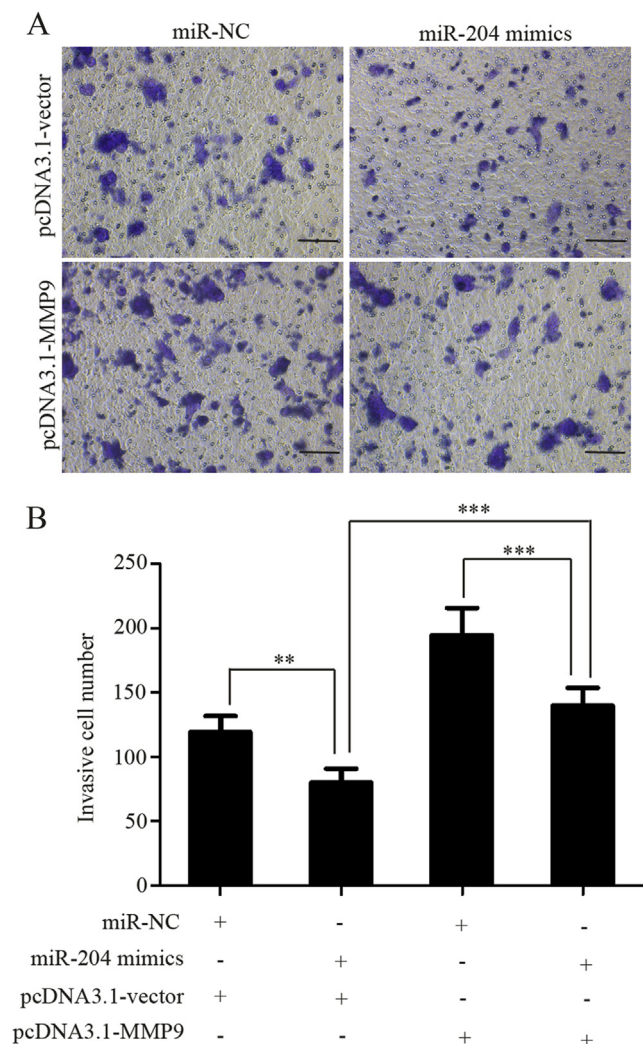 A
miR-NC miR-204 mimics
pcDNA3.1-vector
pcDNA3.1-MMP9
B
***
***
**
Invasive cell number
250
200
150
100
50
0
miR-NC + - + -
miR-204 mimics - + - +
pcDNA3.1-vector + + - -
pcDNA3.1-MMP9 - - + +